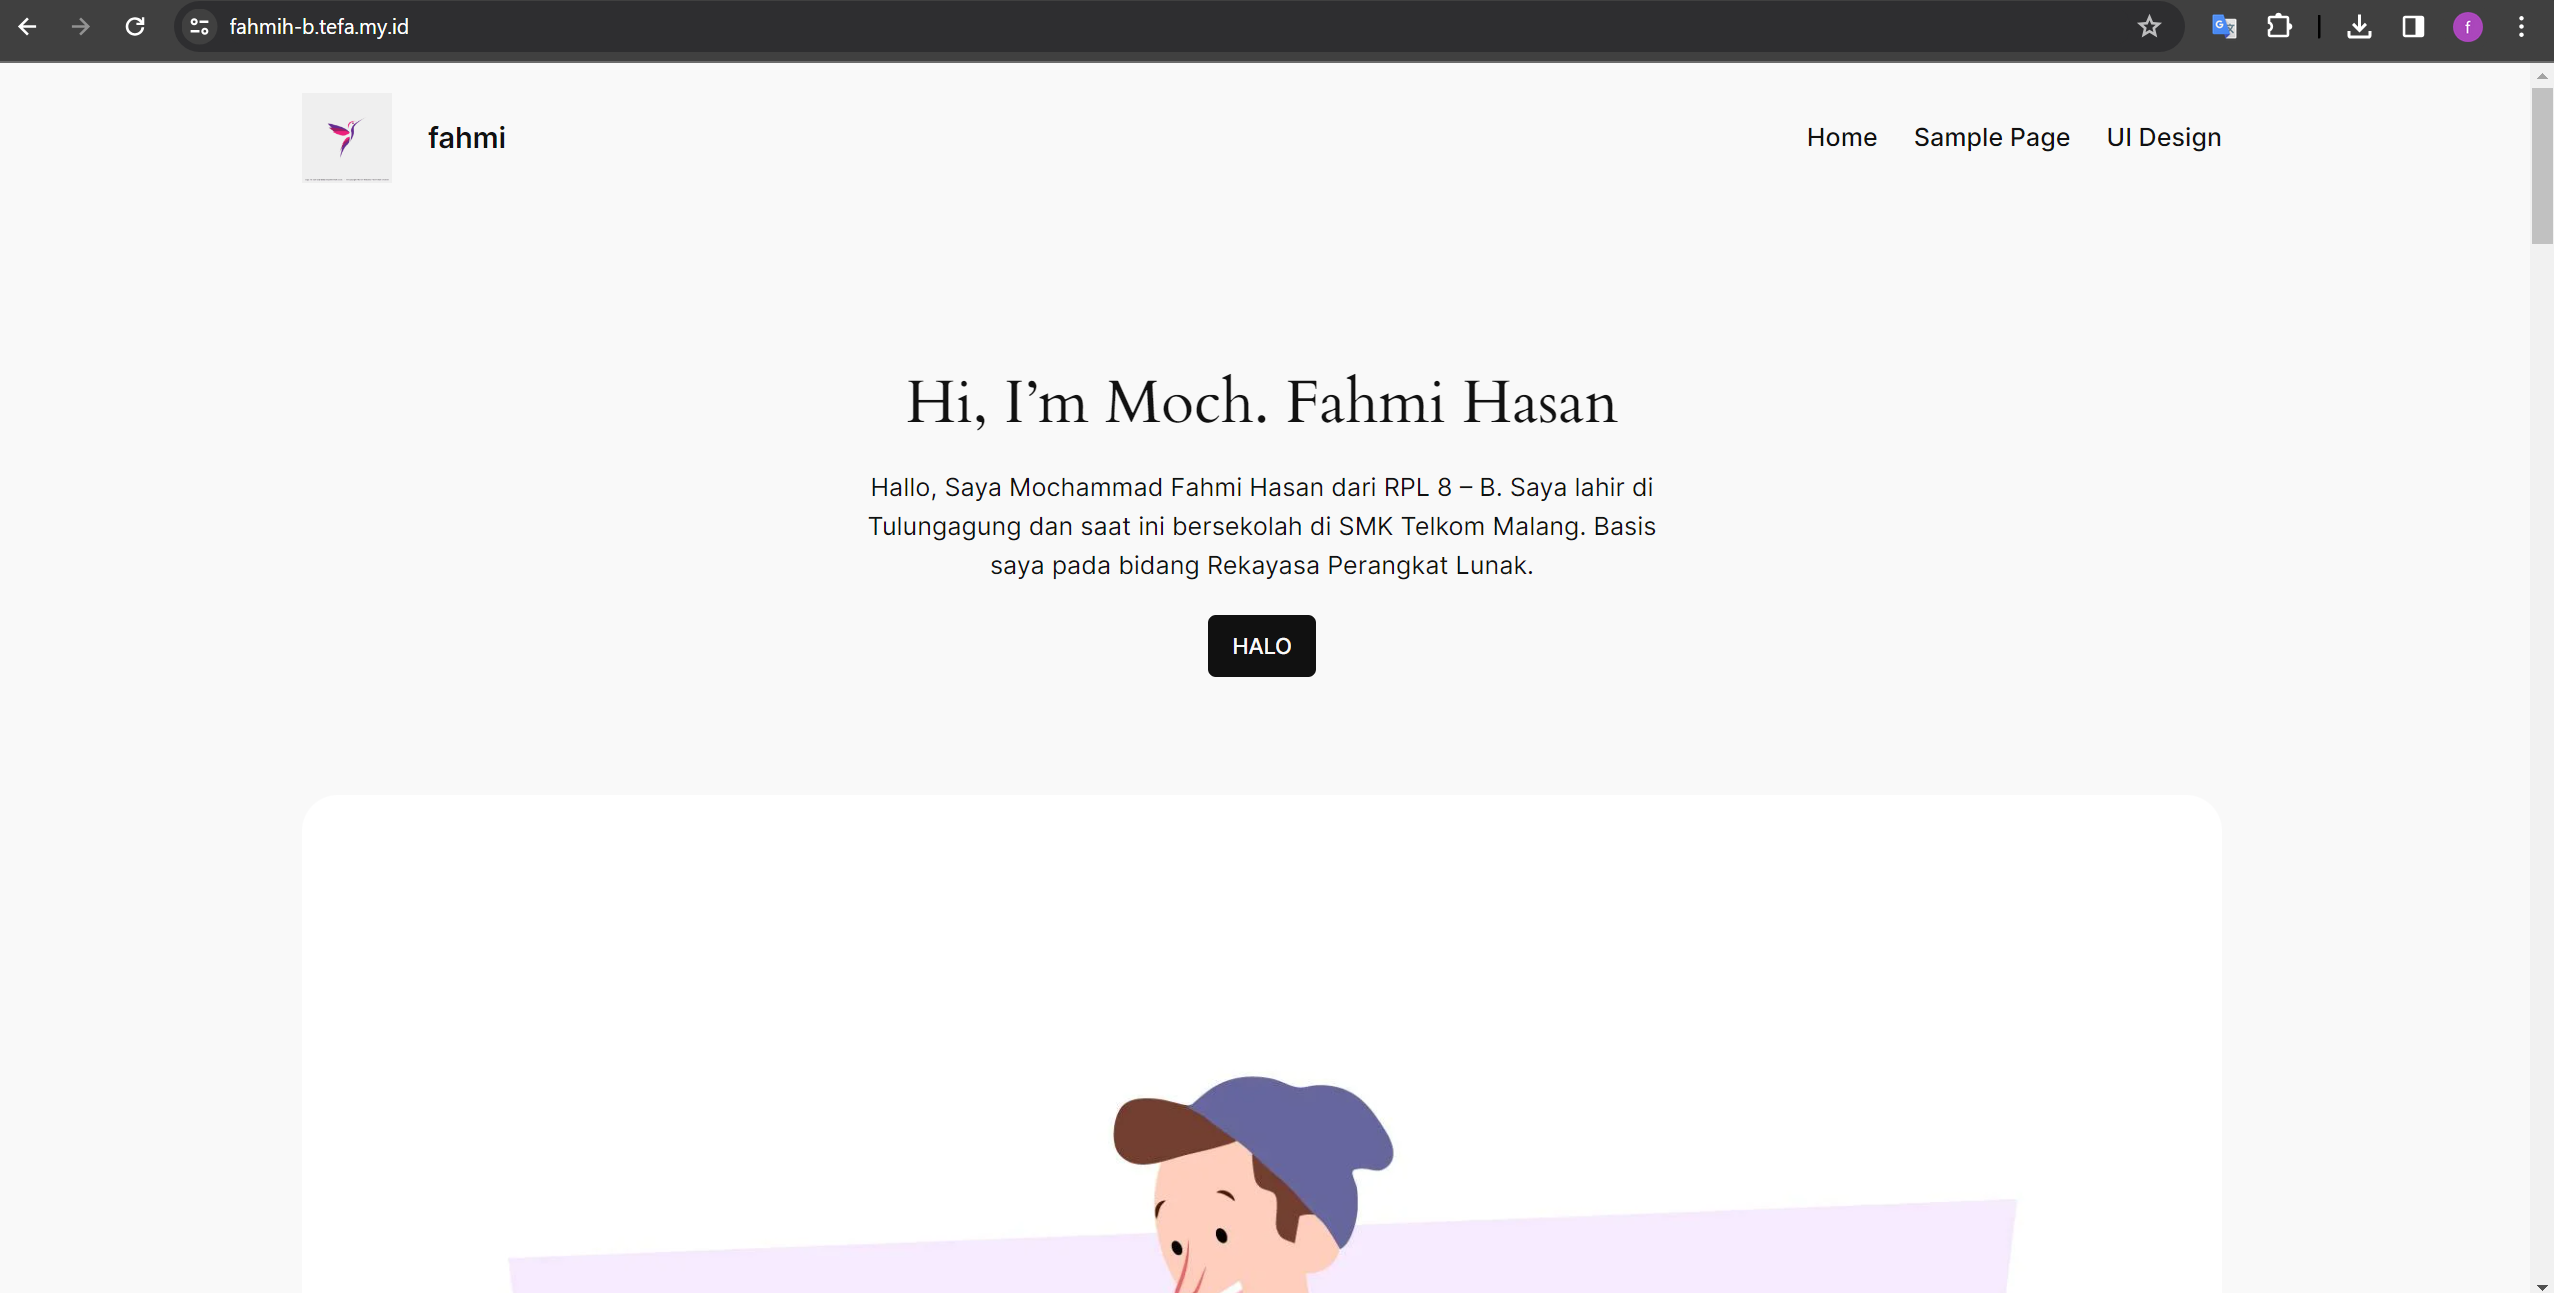 fahmih-b.tefa.my.id
f
fahmi
Home
Sample Page
UI Design
Hi, I’m Moch. Fahmi Hasan
Hallo, Saya Mochammad Fahmi Hasan dari RPL 8 – B. Saya lahir di
Tulungagung dan saat ini bersekolah di SMK Telkom Malang. Basis
saya pada bidang Rekayasa Perangkat Lunak.
HALO